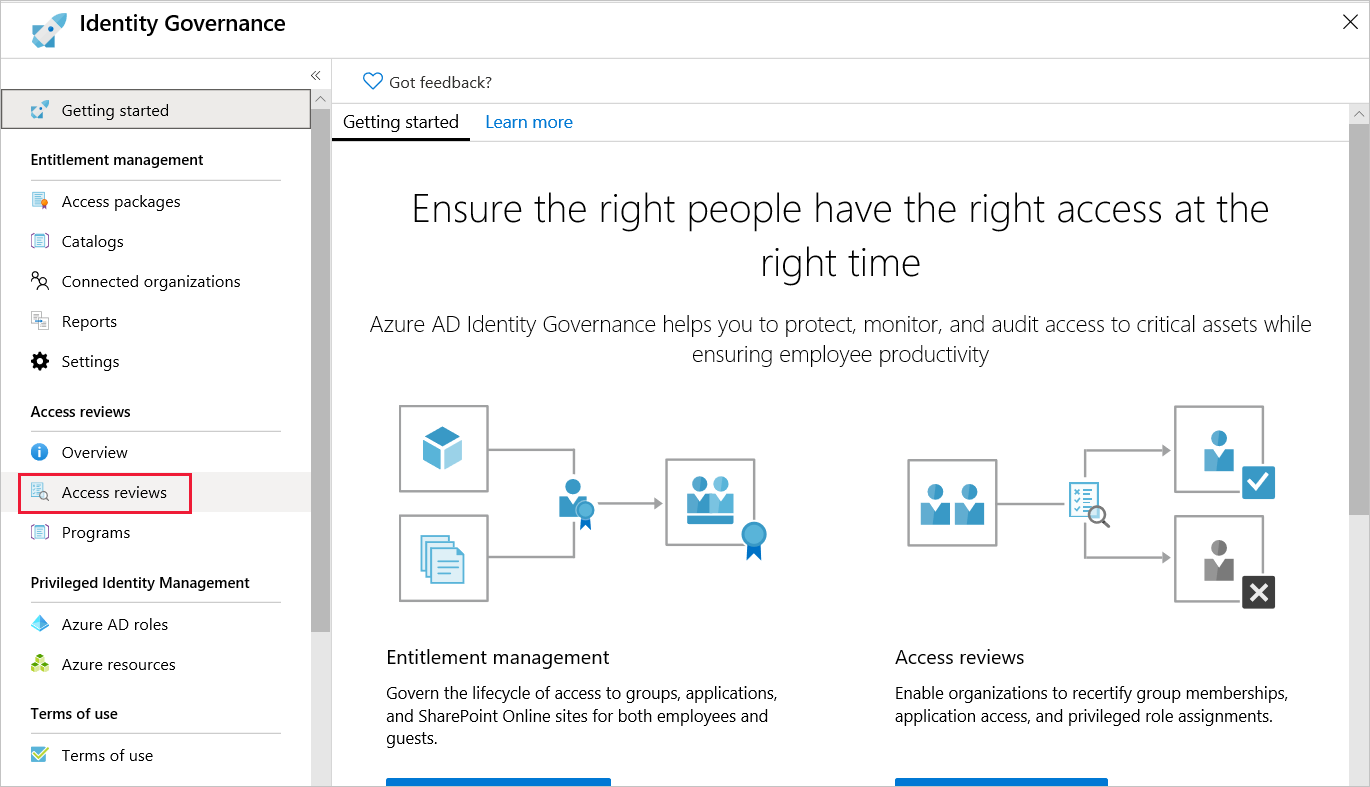 Identity Governance
Getting started
Entitlement management
Access packages
Catalogs
Connected organizations
Reports
Settings
Access reviews
Overview
Access reviews
Programs
Privileged Identity Management
Azure AD roles
Azure resources
Terms of use
Terms of use
Got feedback?
Getting started
Learn more
Ensure the right people have the right access at the
right time
Azure AD Identity Governance helps you to protect, monitor, and audit access to critical assets while
ensuring employee productivity
Entitlement management
Govern the lifecycle of access to groups, applications,
and SharePoint Online sites for both employees and
guests.
Access reviews
Enable organizations to recertify group memberships,
application access, and privileged role assignments.